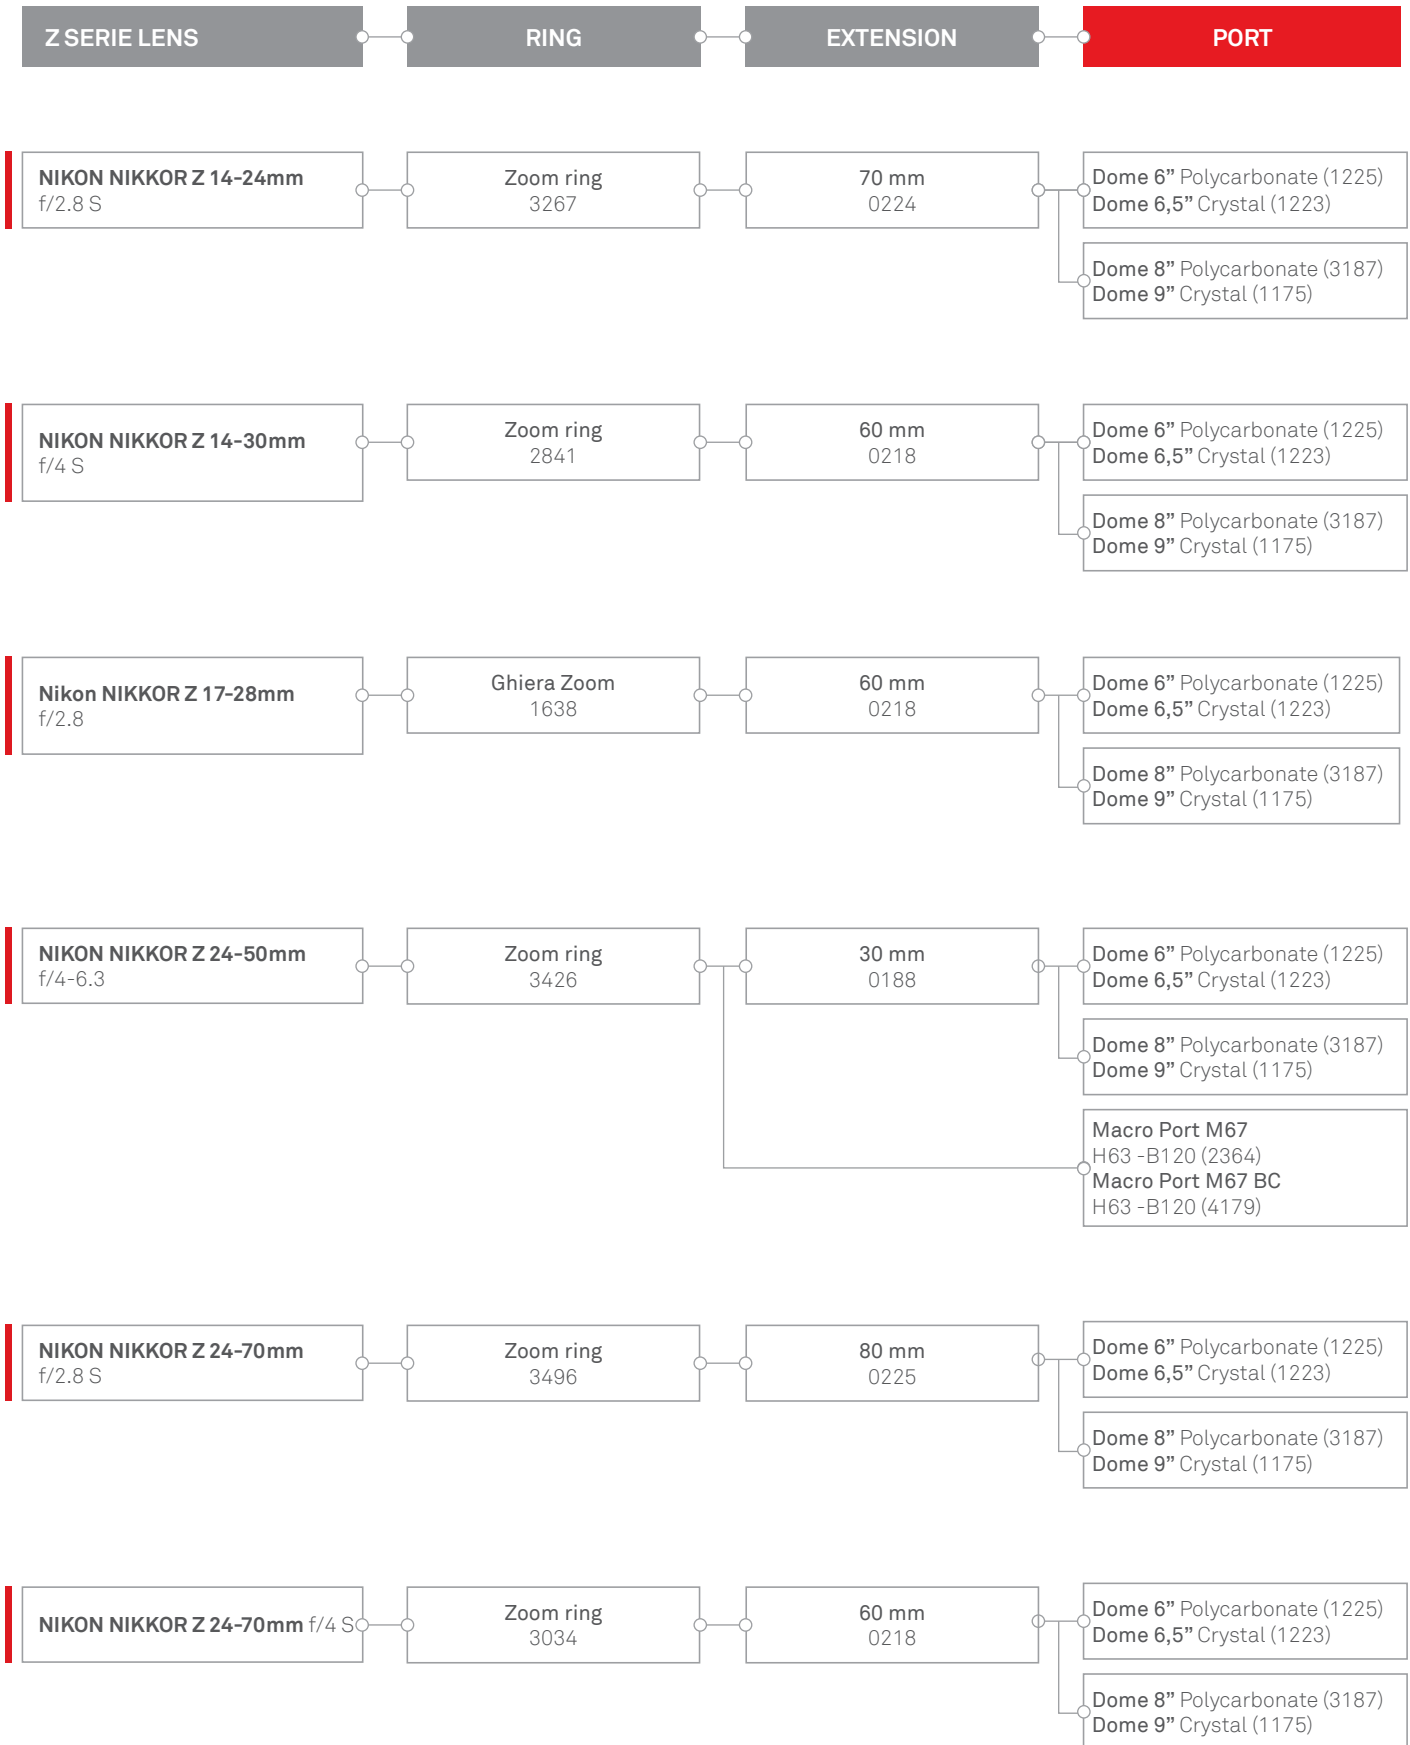 Z SERIE LENS
RING
EXTENSION
PORT
NIKON NIKKOR Z 14-24mm
f/2.8 S
Zoom ring
3267
70 mm
0224
Dome 6” Polycarbonate (1225)
Dome 6,5” Crystal (1223)
Dome 8” Polycarbonate (3187)
Dome 9” Crystal (1175)
NIKON NIKKOR Z 14-30mm
f/4 S
Zoom ring
2841
60 mm
0218
Dome 6” Polycarbonate (1225)
Dome 6,5” Crystal (1223)
Dome 8” Polycarbonate (3187)
Dome 9” Crystal (1175)
Nikon NIKKOR Z 17-28mm
f/2.8
Ghiera Zoom
1638
60 mm
0218
Dome 6” Polycarbonate (1225)
Dome 6,5” Crystal (1223)
Dome 8” Polycarbonate (3187)
Dome 9” Crystal (1175)
NIKON NIKKOR Z 24-50mm
f/4-6.3
Zoom ring
3426
30 mm
0188
Dome 6” Polycarbonate (1225)
Dome 6,5” Crystal (1223)
Dome 8” Polycarbonate (3187)
Dome 9” Crystal (1175)
Macro Port M67
H63 -B120 (2364)
Macro Port M67 BC
H63 -B120 (4179)
NIKON NIKKOR Z 24-70mm
f/2.8 S
Zoom ring
3496
80 mm
0225
Dome 6” Polycarbonate (1225)
Dome 6,5” Crystal (1223)
Dome 8” Polycarbonate (3187)
Dome 9” Crystal (1175)
NIKON NIKKOR Z 24-70mm f/4 S
Zoom ring
3034
60 mm
0218
Dome 6” Polycarbonate (1225)
Dome 6,5” Crystal (1223)
Dome 8” Polycarbonate (3187)
Dome 9” Crystal (1175)